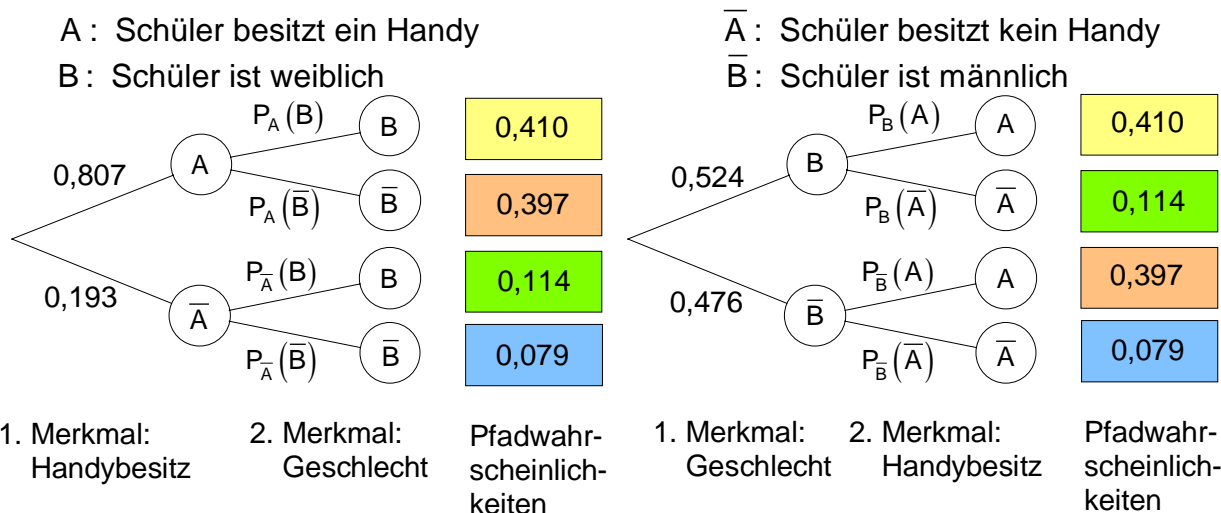 A : Schüler besitzt ein Handy
A̅ : Schüler besitzt kein Handy
B : Schüler ist weiblich
B̅ : Schüler ist männlich
P_A(B)
B
0,410
A
0,807
P_A(B̅)
B̅
0,397
P_A̅(B)
B
0,114
0,193
A̅
P_A̅(B̅)
B̅
0,079
1. Merkmal:
Handybesitz
2. Merkmal:
Geschlecht
Pfadwahr-
scheinlich-
keiten
P_B(A)
A
0,410
B
0,524
P_B(A̅)
A̅
0,114
P_B̅(A)
A
0,397
0,476
B̅
P_B̅(A̅)
A̅
0,079
1. Merkmal:
Geschlecht
2. Merkmal:
Handybesitz
Pfadwahr-
scheinlich-
keiten